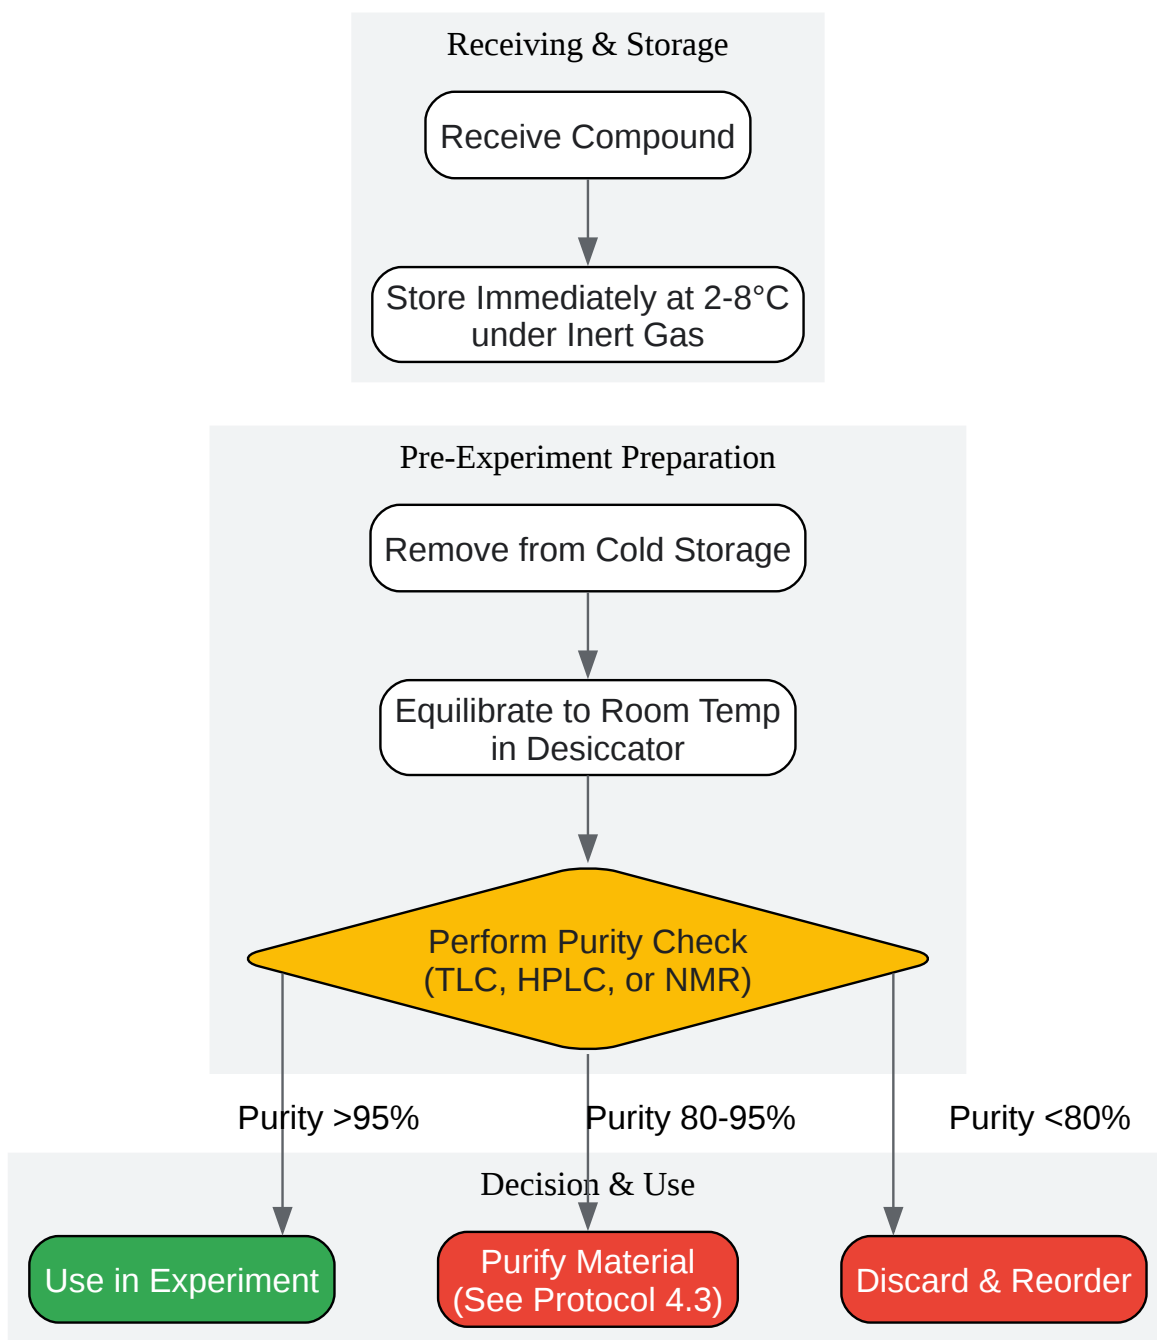 Receiving & Storage
Receive Compound
Store Immediately at 2-8°C
under Inert Gas
Pre-Experiment Preparation
Remove from Cold Storage
Equilibrate to Room Temp
in Desiccator
Perform Purity Check
(TLC, HPLC, or NMR)
Purity >95%
Purity 80-95%
Purity <80%
Decision & Use
Use in Experiment
Purify Material
(See Protocol 4.3)
Discard & Reorder